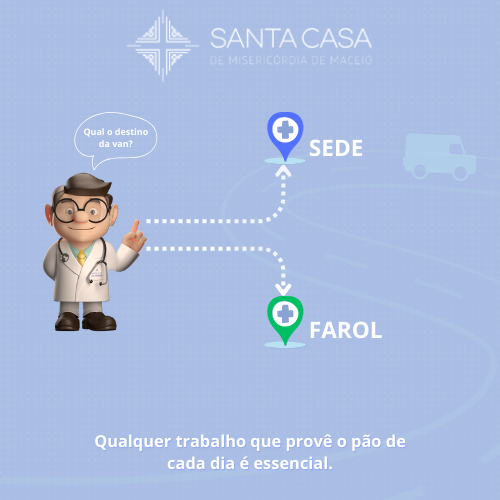 SANTA CASA
DE MISERICÓRDIA DE MACEIÓ
Qual o destino
da van?
SEDE
FAROL
Qualquer trabalho que provê o pão de
cada dia é essencial.